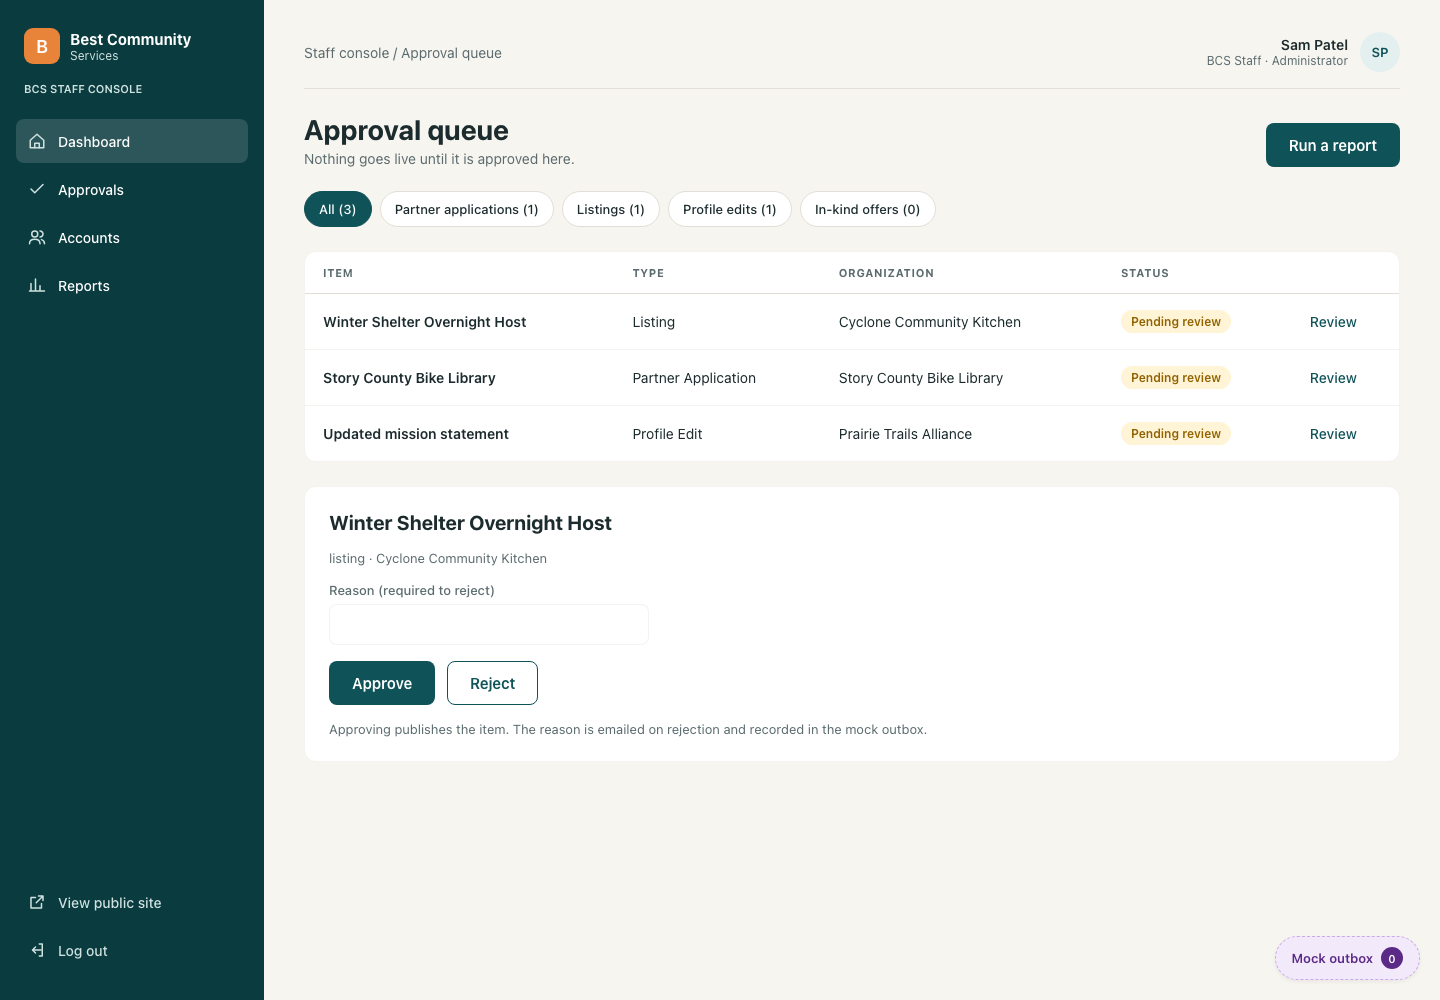 B
Best Community
Services
BCS STAFF CONSOLE
Dashboard
Approvals
Accounts
Reports
View public site
Log out
Staff console / Approval queue
Sam Patel
BCS Staff · Administrator
SP
Approval queue
Nothing goes live until it is approved here.
Run a report
All (3)
Partner applications (1)
Listings (1)
Profile edits (1)
In-kind offers (0)
ITEM TYPE ORGANIZATION STATUS
Winter Shelter Overnight Host Listing Cyclone Community Kitchen Pending review Review
Story County Bike Library Partner Application Story County Bike Library Pending review Review
Updated mission statement Profile Edit Prairie Trails Alliance Pending review Review
Winter Shelter Overnight Host
listing · Cyclone Community Kitchen
Reason (required to reject)
Approve
Reject
Approving publishes the item. The reason is emailed on rejection and recorded in the mock outbox.
Mock outbox 0